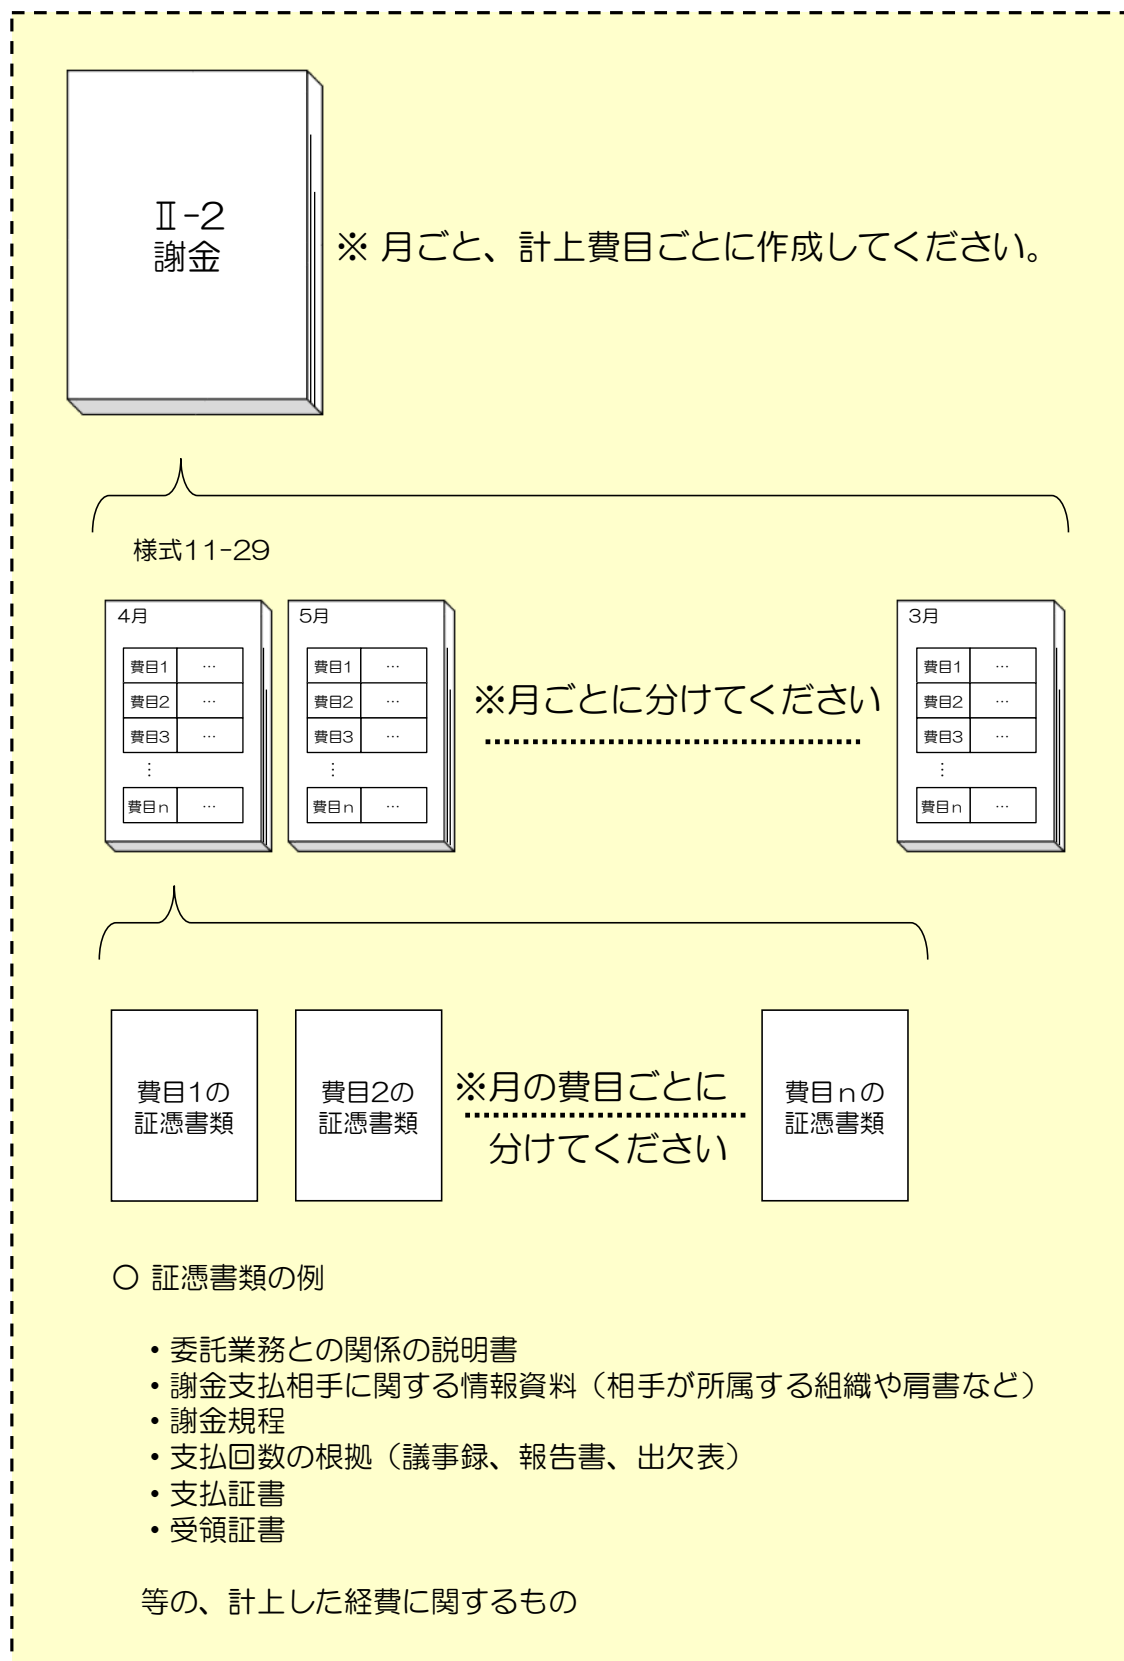 Ⅱ-2
謝金
※ 月ごと、計上費目ごとに作成してください。
様式11-29
4月
費目1 …
費目2 …
費目3 …
⋮
費目n …
5月
費目1 …
費目2 …
費目3 …
⋮
費目n …
※月ごとに分けてください
3月
費目1 …
費目2 …
費目3 …
⋮
費目n …
費目1の
証憑書類
費目2の
証憑書類
※月の費目ごとに
分けてください
費目nの
証憑書類
○ 証憑書類の例
・委託業務との関係の説明書
・謝金支払相手に関する情報資料（相手が所属する組織や肩書など）
・謝金規程
・支払回数の根拠（議事録、報告書、出欠表）
・支払証書
・受領証書
等の、計上した経費に関するもの